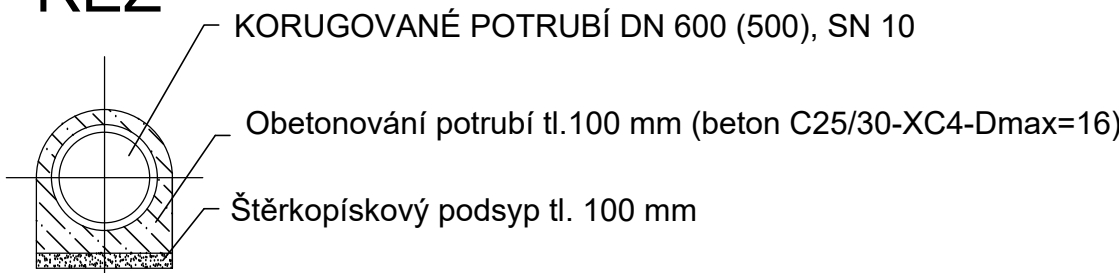 ŘEZ
KORUGOVANÉ POTRUBÍ DN 600 (500), SN 10
Obetonování potrubí tl.100 mm (beton C25/30-XC4-Dmax=16)
Štěrkopískový podsyp tl. 100 mm